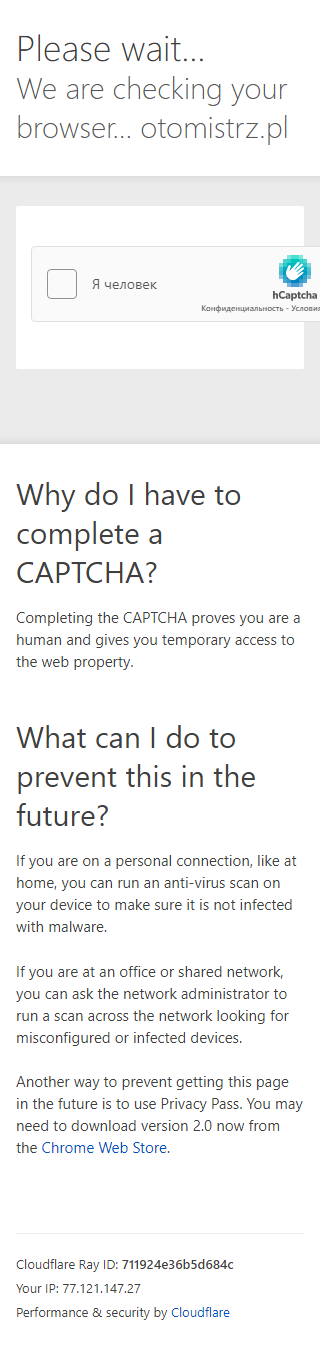 Please wait...
We are checking your
browser... otomistrz.pl
Я человек
hCaptcha
Конфиденциальность - Условия
Why do I have to
complete a
CAPTCHA?
Completing the CAPTCHA proves you are a
human and gives you temporary access to
the web property.
What can I do to
prevent this in the
future?
If you are on a personal connection, like at
home, you can run an anti-virus scan on
your device to make sure it is not infected
with malware.
If you are at an office or shared network,
you can ask the network administrator to
run a scan across the network looking for
misconfigured or infected devices.
Another way to prevent getting this page
in the future is to use Privacy Pass. You may
need to download version 2.0 now from
the Chrome Web Store.
Cloudflare Ray ID: 711924e36b5d684c
Your IP: 77.121.147.27
Performance & security by Cloudflare